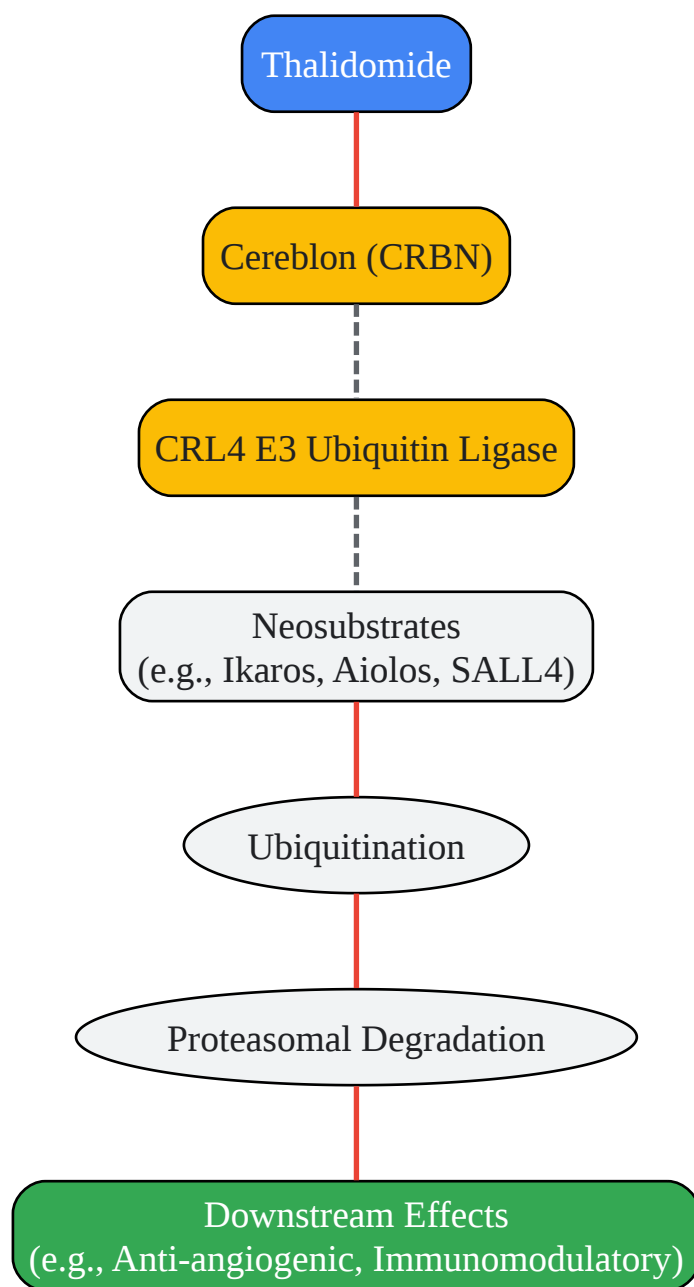 Thalidomide
Cereblon (CRBN)
CRL4 E3 Ubiquitin Ligase
Neosubstrates
(e.g., Ikaros, Aiolos, SALL4)
Ubiquitination
Proteasomal Degradation
Downstream Effects
(e.g., Anti-angiogenic, Immunomodulatory)